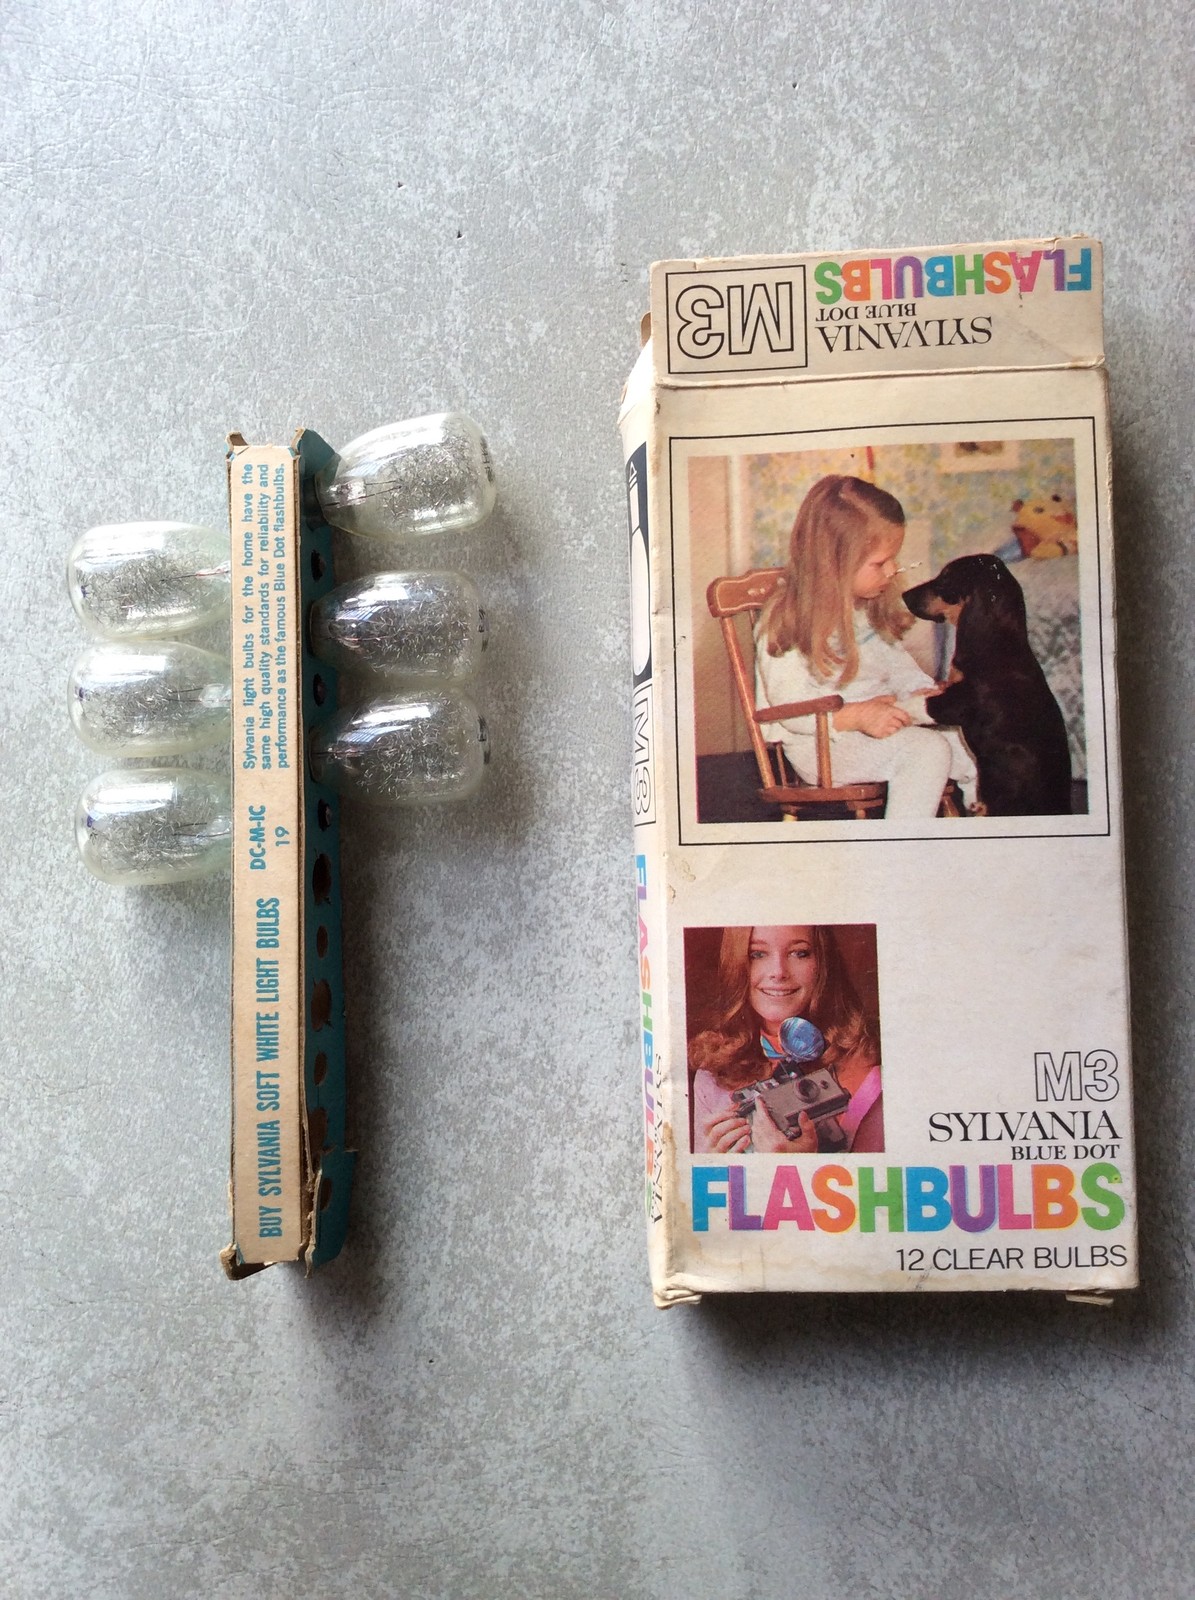 BUY SYLVANIA SOFT WHITE LIGHT BULBS
DC-M-IC
19
Sylvania light bulbs for the home have the
same high quality standards for reliability and
performance as the famous Blue Dot flashbulbs.
M3
SYLVANIA
BLUE DOT
FLASHBULBS
M3
FLASHBULBS
SYLVANIA
M3
SYLVANIA
BLUE DOT
FLASHBULBS
12 CLEAR BULBS